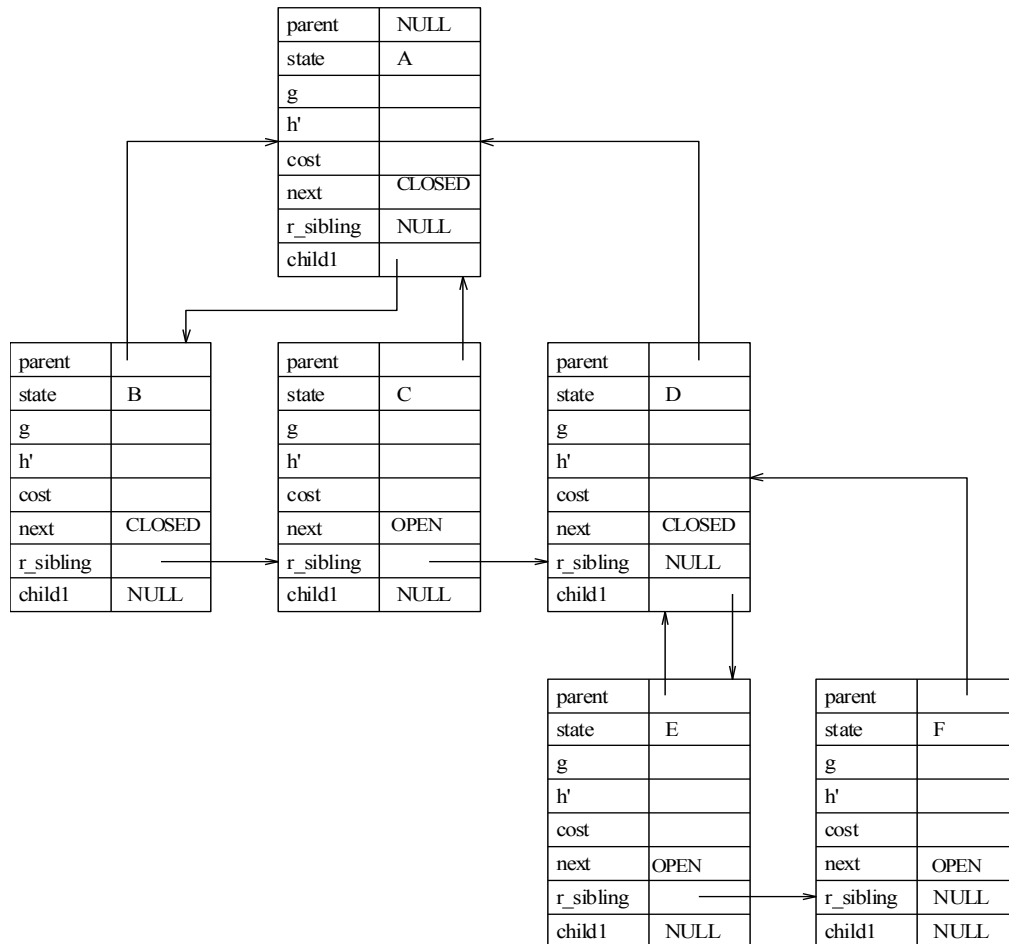 parent NULL
state A
g
h'
cost
next CLOSED
r_sibling NULL
child1
parent
state B
g
h'
cost
next CLOSED
r_sibling
child1 NULL
parent
state C
g
h'
cost
next OPEN
r_sibling
child1 NULL
parent
state D
g
h'
cost
next CLOSED
r_sibling NULL
child1
parent
state E
g
h'
cost
next OPEN
r_sibling
child1 NULL
parent
state F
g
h'
cost
next OPEN
r_sibling NULL
child1 NULL